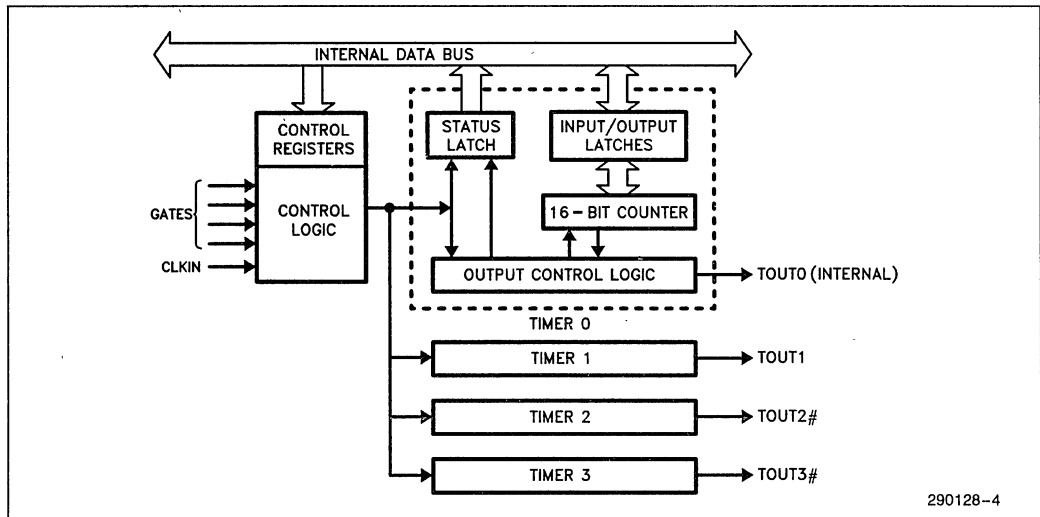 INTERNAL DATA BUS
CONTROL
REGISTERS
STATUS
LATCH
INPUT/OUTPUT
LATCHES
GATES
CONTROL
LOGIC
16-BIT COUNTER
CLKIN
OUTPUT CONTROL LOGIC
TOUT0 (INTERNAL)
TIMER 0
TIMER 1
TOUT1
TIMER 2
TOUT2#
TIMER 3
TOUT3#
290128-4